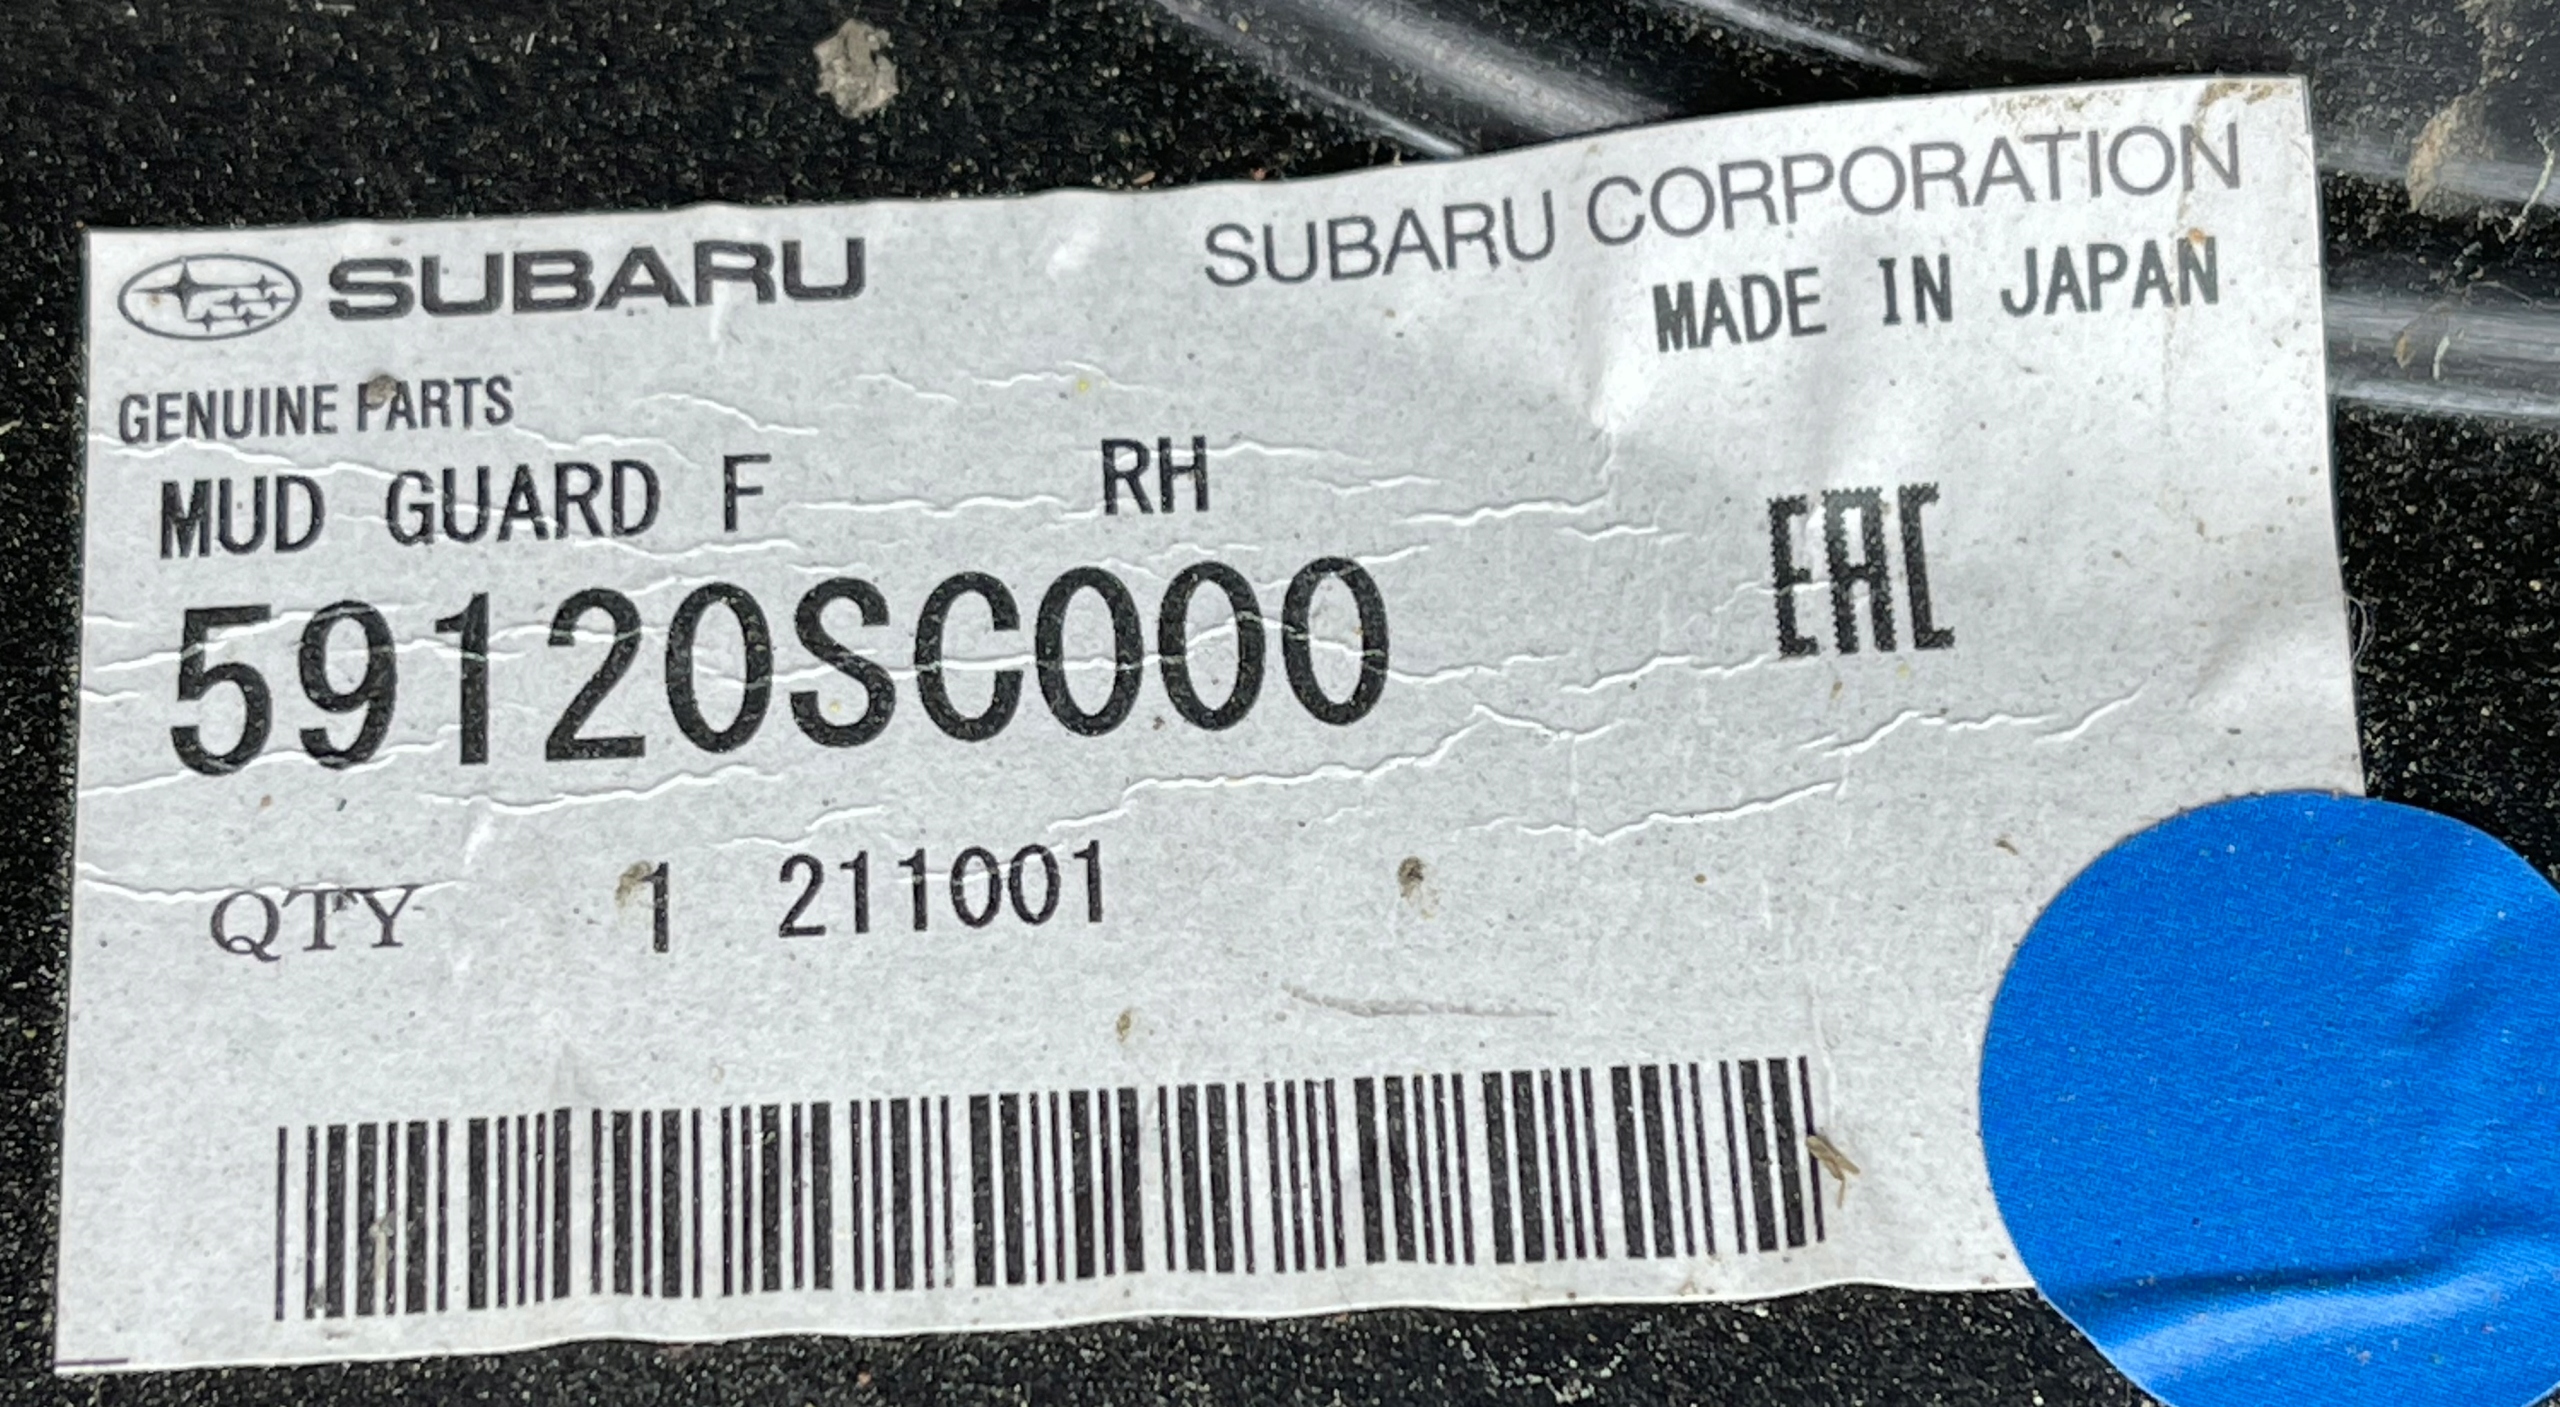 SUBARU
SUBARU CORPORATION
MADE IN JAPAN
GENUINE PARTS
MUD GUARD F RH
EAC
59120SC000
QTY 1 211001